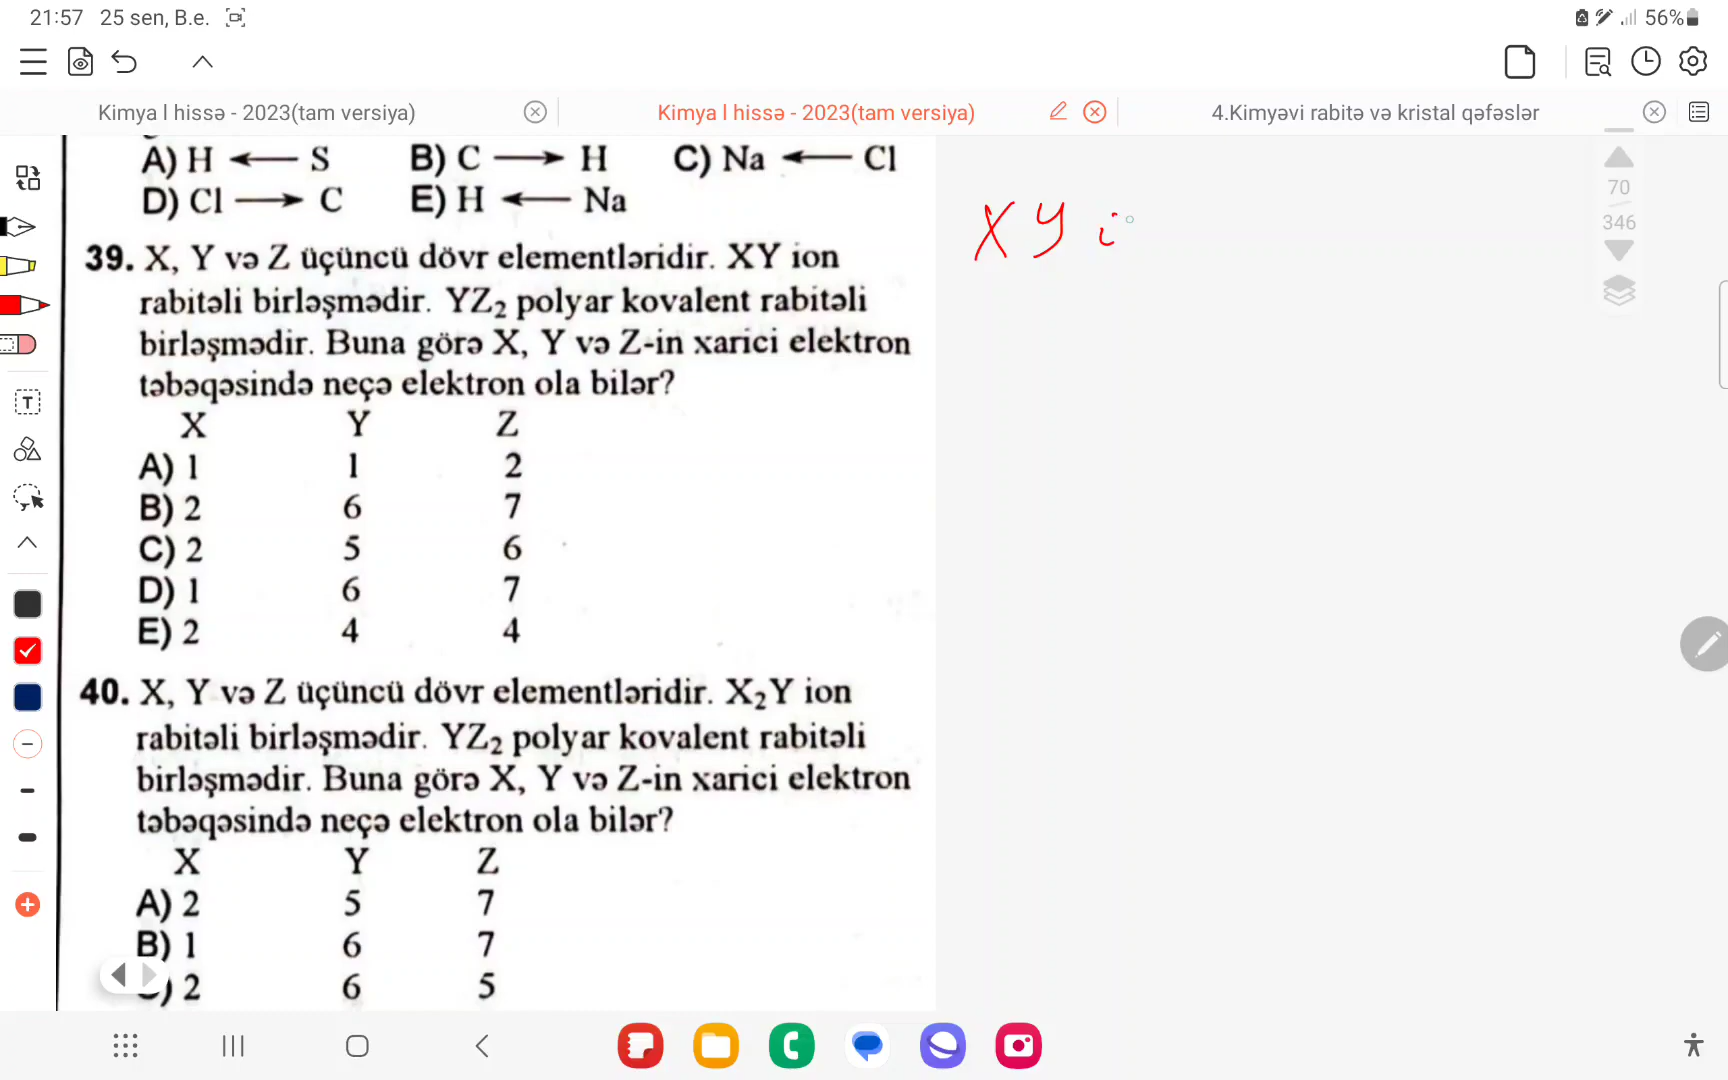 21:57 25 sen, B.e. 56%
Kimya I hissə - 2023(tam versiya)
Kimya I hissə - 2023(tam versiya)
4.Kimyəvi rabitə və kristal qəfəslər
70
346
A) H ⟵ S B) C ⟶ H C) Na ⟵ Cl
D) Cl ⟶ C E) H ⟵ Na
X Y i
39. X, Y və Z üçüncü dövr elementləridir. XY ion
rabitəli birləşmədir. YZ₂ polyar kovalent rabitəli
birləşmədir. Buna görə X, Y və Z-in xarici elektron
təbəqəsində neçə elektron ola bilər?
X Y Z
A) 1 1 2
B) 2 6 7
C) 2 5 6
D) 1 6 7
E) 2 4 4
40. X, Y və Z üçüncü dövr elementləridir. X₂Y ion
rabitəli birləşmədir. YZ₂ polyar kovalent rabitəli
birləşmədir. Buna görə X, Y və Z-in xarici elektron
təbəqəsində neçə elektron ola bilər?
X Y Z
A) 2 5 7
B) 1 6 7
) 2 6 5